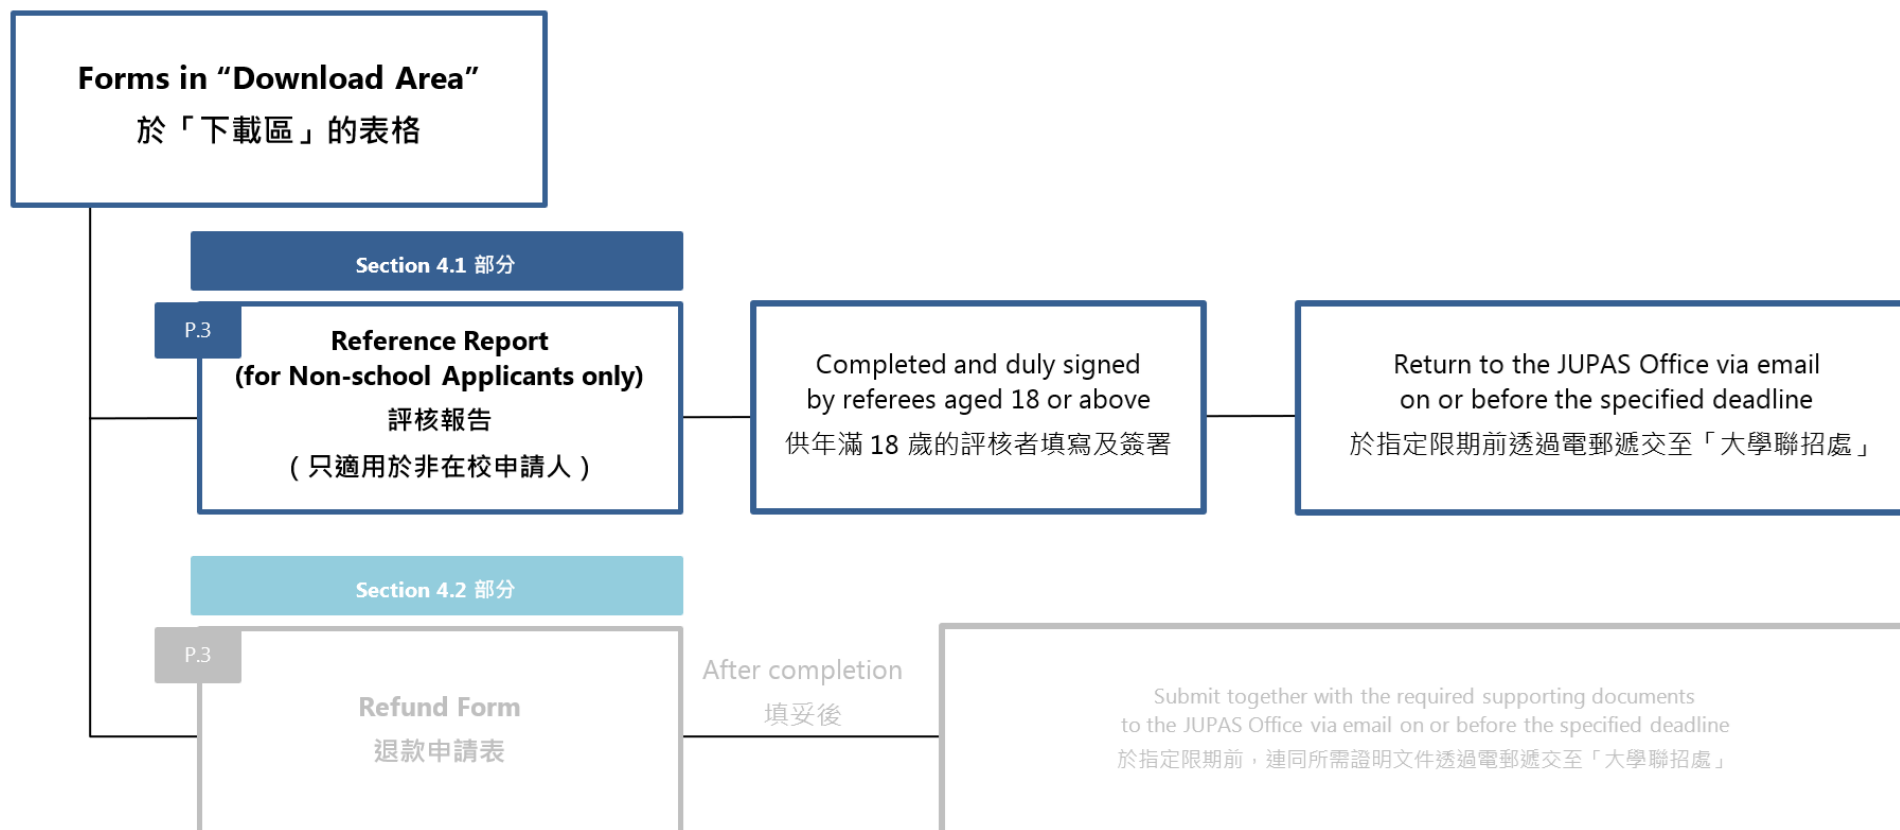 Forms in “Download Area”
於「下載區」的表格
Section 4.1 部分
P.3
Reference Report
(for Non-school Applicants only)
評核報告
（只適用於非在校申請人）
Completed and duly signed
by referees aged 18 or above
供年滿 18 歲的評核者填寫及簽署
Return to the JUPAS Office via email
on or before the specified deadline
於指定限期前透過電郵遞交至「大學聯招處」
Section 4.2 部分
P.3
Refund Form
退款申請表
After completion
填妥後
Submit together with the required supporting documents
to the JUPAS Office via email on or before the specified deadline
於指定限期前，連同所需證明文件透過電郵遞交至「大學聯招處」